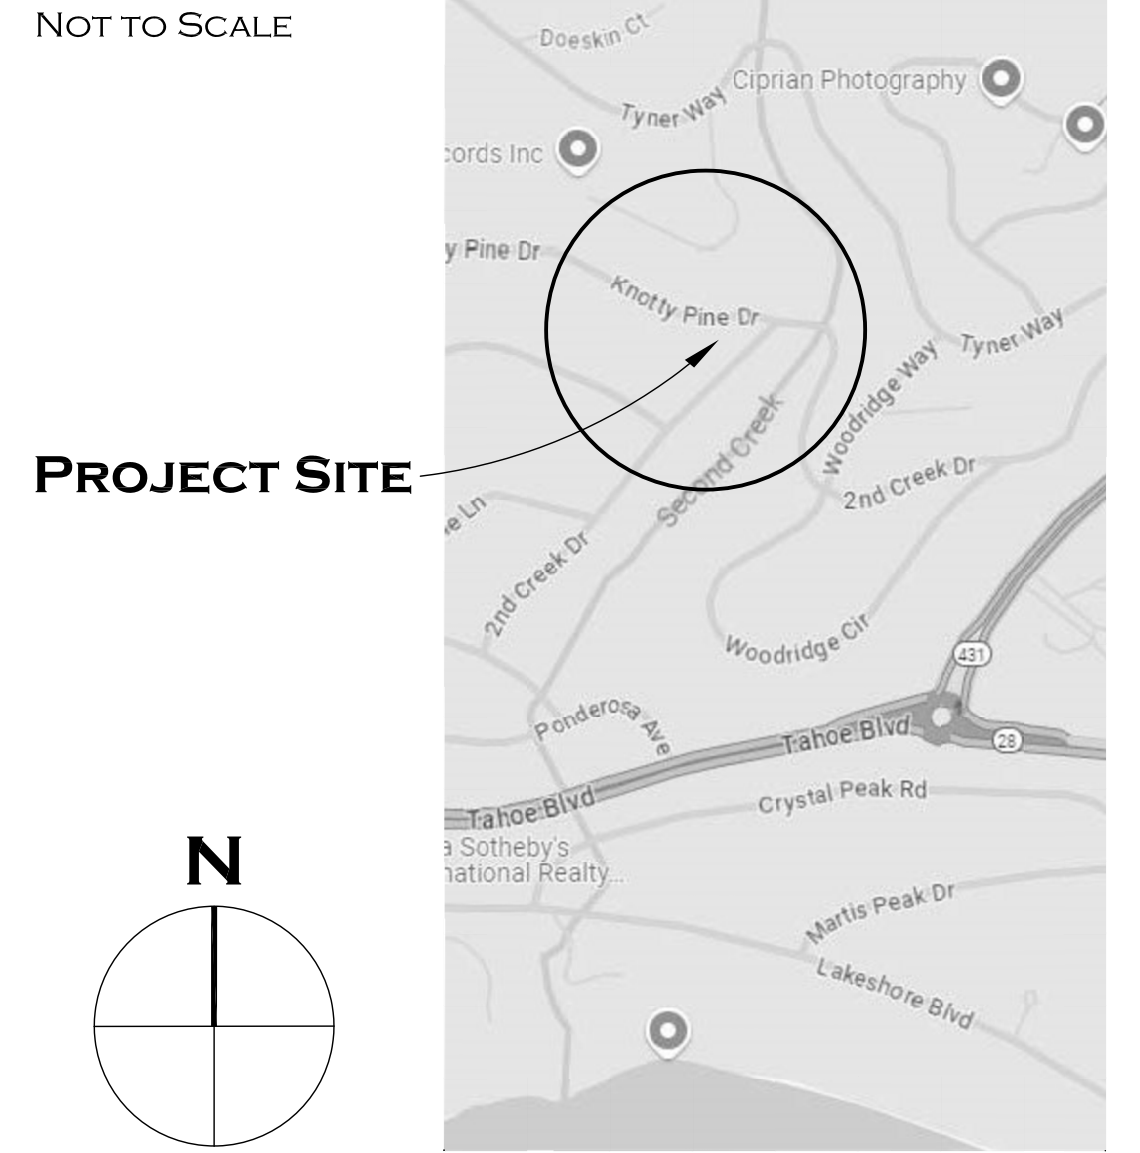 NOT TO SCALE
Doeskin Ct
Ciprian Photography
Tyner Way
cords Inc
y Pine Dr
Knotty Pine Dr
Tyner Way
Woodridge Way
Second Creek
PROJECT SITE
2nd Creek Dr
e Ln
2nd Creek Dr
Woodridge Cir
431
Ponderosa Ave
Tahoe Blvd
28
Tahoe Blvd
Crystal Peak Rd
a Sotheby's
national Realty...
N
Martis Peak Dr
Lakeshore Blvd